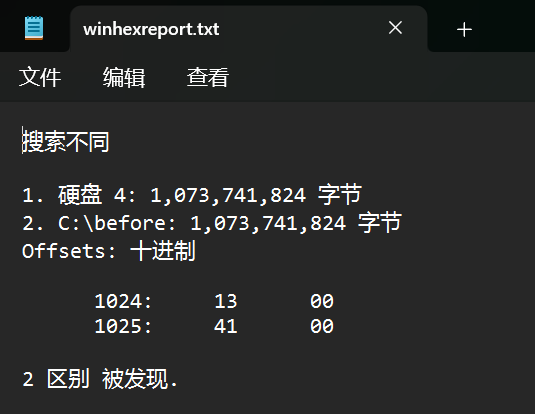 winhexreport.txt
文件 编辑 查看
搜索不同
1. 硬盘 4: 1,073,741,824 字节
2. C:\before: 1,073,741,824 字节
Offsets: 十进制
1024: 13 00
1025: 41 00
2 区别 被发现.